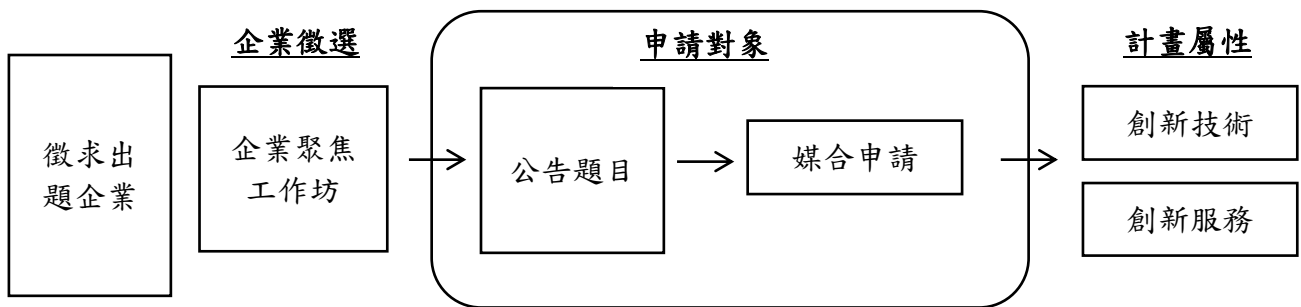 徵求出
題企業
企業徵選
企業聚焦
工作坊
申請對象
公告題目
媒合申請
計畫屬性
創新技術
創新服務